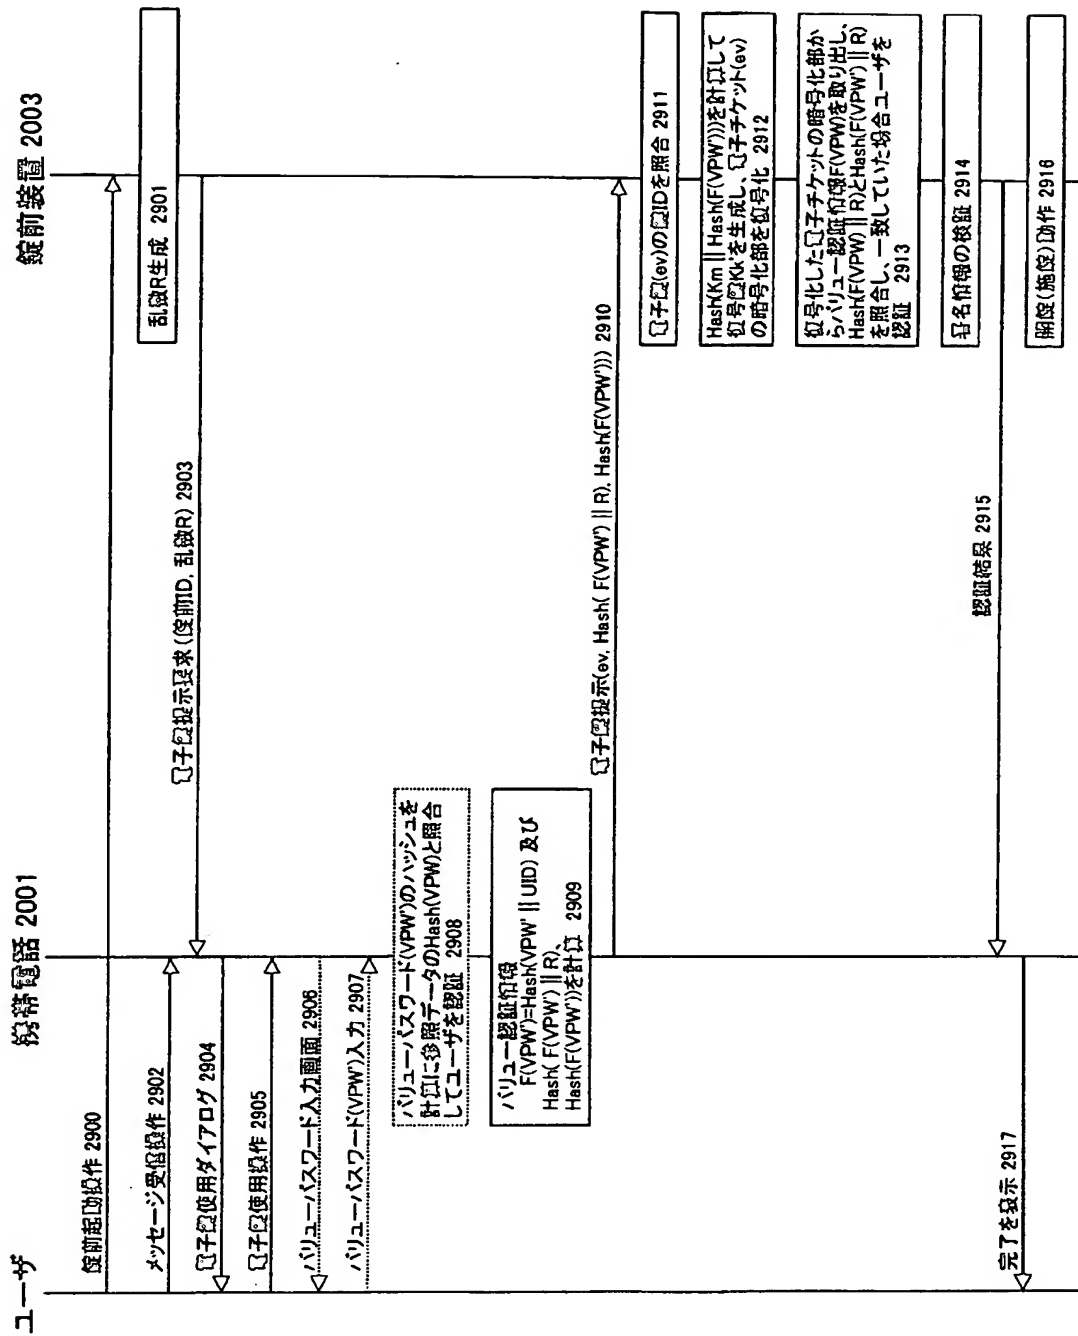 ユーザ
携帯電話 2001
錠前装置 2003
錠前起動操作 2900
乱数R生成 2901
メッセージ受信操作 2902
電子鍵提示要求(錠前ID, 乱数R) 2903
電子鍵使用ダイアログ 2904
電子鍵使用操作 2905
バリューパスワード入力画面 2906
バリューパスワード(VPW')入力 2907
バリューパスワード(VPW')のハッシュを
計算に参照データのHash(VPW)と照合
してユーザを認証 2908
バリュー認証情報
F(VPW')=Hash(VPW' || UID) 及び
Hash( F(VPW') || R)、
Hash(F(VPW'))を計算 2909
電子鍵提示(ev, Hash( F(VPW') || R), Hash(F(VPW'))) 2910
電子鍵(ev)の鍵IDを照合 2911
Hash(Km || Hash(F(VPW')))を計算して
復号鍵Kk'を生成し、電子チケット(ev)
の暗号化部を復号化 2912
復号化した電子チケットの暗号化部か
らバリュー認証情報F(VPW)を取り出し、
Hash(F(VPW) || R)とHash(F(VPW') || R)
を照合し、一致していた場合ユーザを
認証 2913
署名情報の検証 2914
認証結果 2915
開錠(施錠)動作 2916
完了を表示 2917